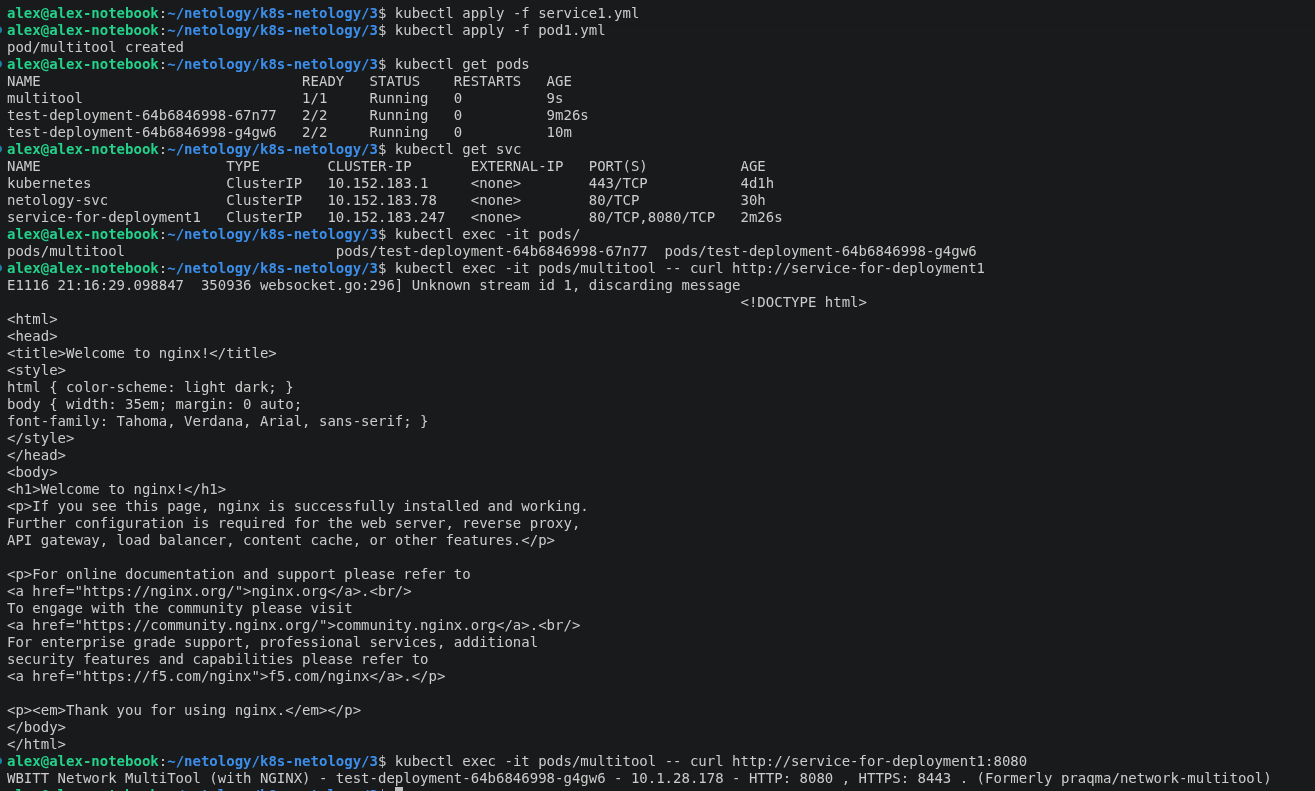 alex@alex-notebook:~/netology/k8s-netology/3$ kubectl apply -f service1.yml
alex@alex-notebook:~/netology/k8s-netology/3$ kubectl apply -f pod1.yml
pod/multitool created
alex@alex-notebook:~/netology/k8s-netology/3$ kubectl get pods
NAME                               READY   STATUS    RESTARTS   AGE
multitool                          1/1     Running   0          9s
test-deployment-64b6846998-67n77   2/2     Running   0          9m26s
test-deployment-64b6846998-g4gw6   2/2     Running   0          10m
alex@alex-notebook:~/netology/k8s-netology/3$ kubectl get svc
NAME                      TYPE        CLUSTER-IP       EXTERNAL-IP   PORT(S)           AGE
kubernetes                ClusterIP   10.152.183.1     <none>        443/TCP           4d1h
netology-svc              ClusterIP   10.152.183.78    <none>        80/TCP            30h
service-for-deployment1   ClusterIP   10.152.183.247   <none>        80/TCP,8080/TCP   2m26s
alex@alex-notebook:~/netology/k8s-netology/3$ kubectl exec -it pods/
pods/multitool                         pods/test-deployment-64b6846998-67n77  pods/test-deployment-64b6846998-g4gw6
alex@alex-notebook:~/netology/k8s-netology/3$ kubectl exec -it pods/multitool -- curl http://service-for-deployment1
E1116 21:16:29.098847  350936 websocket.go:296] Unknown stream id 1, discarding message
<!DOCTYPE html>
<html>
<head>
<title>Welcome to nginx!</title>
<style>
html { color-scheme: light dark; }
body { width: 35em; margin: 0 auto;
font-family: Tahoma, Verdana, Arial, sans-serif; }
</style>
</head>
<body>
<h1>Welcome to nginx!</h1>
<p>If you see this page, nginx is successfully installed and working.
Further configuration is required for the web server, reverse proxy,
API gateway, load balancer, content cache, or other features.</p>

<p>For online documentation and support please refer to
<a href="https://nginx.org/">nginx.org</a>.<br/>
To engage with the community please visit
<a href="https://community.nginx.org/">community.nginx.org</a>.<br/>
For enterprise grade support, professional services, additional
security features and capabilities please refer to
<a href="https://f5.com/nginx">f5.com/nginx</a>.</p>

<p><em>Thank you for using nginx.</em></p>
</body>
</html>
alex@alex-notebook:~/netology/k8s-netology/3$ kubectl exec -it pods/multitool -- curl http://service-for-deployment1:8080
WBITT Network MultiTool (with NGINX) - test-deployment-64b6846998-g4gw6 - 10.1.28.178 - HTTP: 8080 , HTTPS: 8443 . (Formerly praqma/network-multitool)